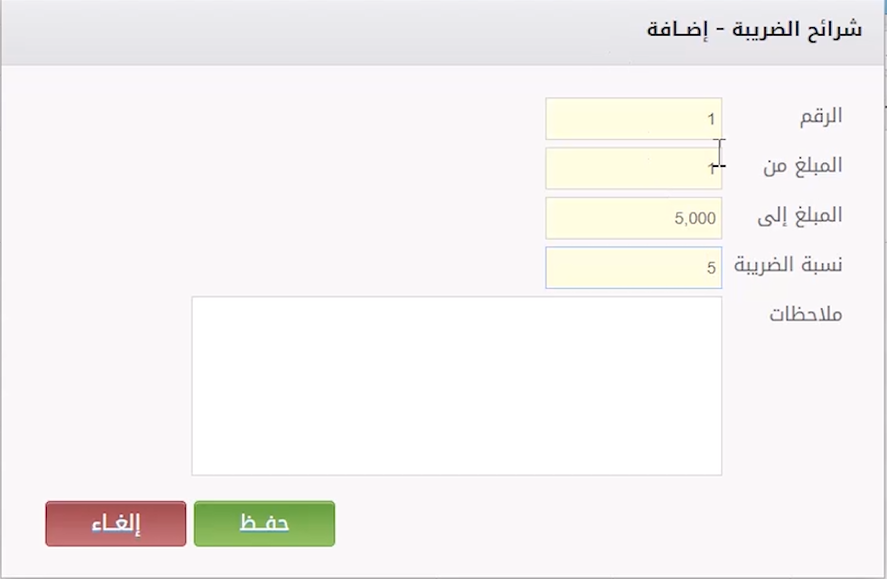 شرائح الضريبة - إضافة
الرقم 1
المبلغ من 1
المبلغ إلى 5,000
نسبة الضريبة 5
ملاحظات
حفظ إلغاء